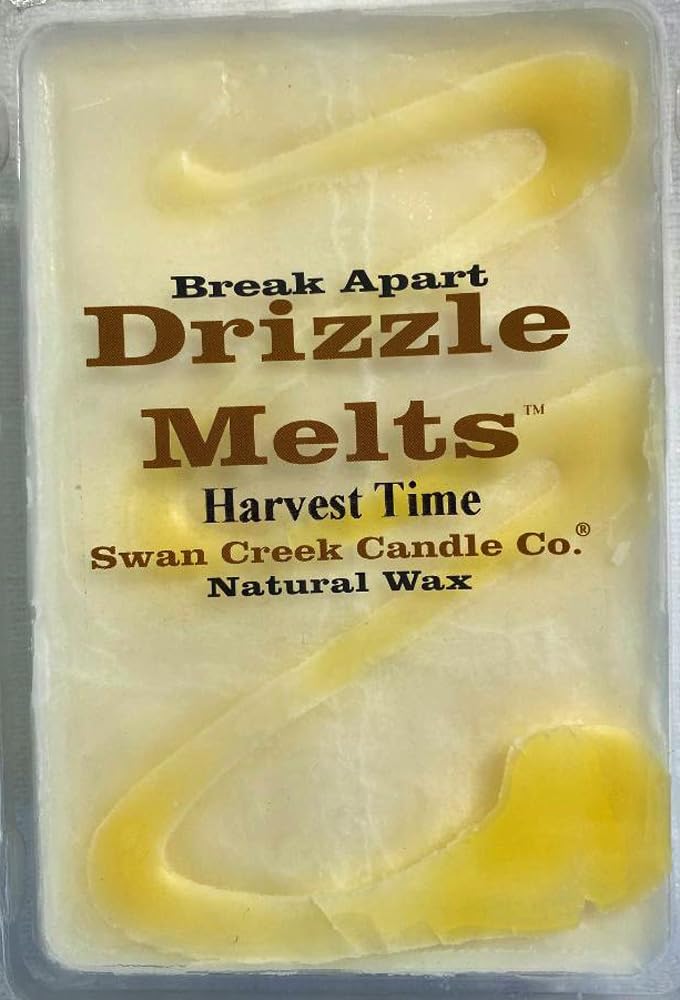 Break Apart
Drizzle
Melts™
Harvest Time
Swan Creek Candle Co.®
Natural Wax